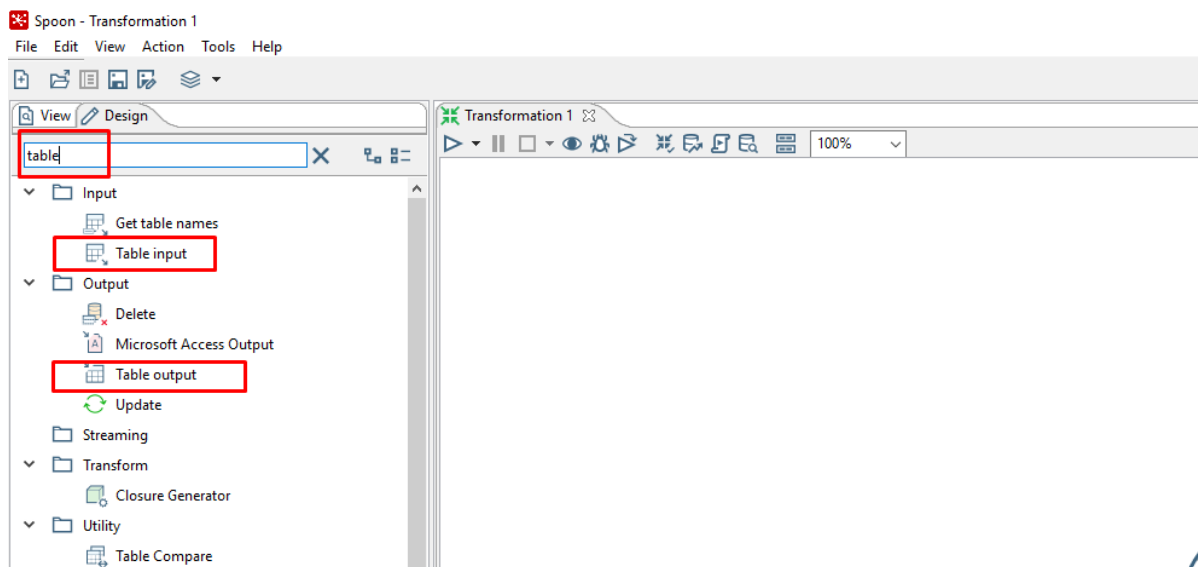 Spoon - Transformation 1
File Edit View Action Tools Help
View Design
Transformation 1
table
100%
Input
Get table names
Table input
Output
Delete
Microsoft Access Output
Table output
Update
Streaming
Transform
Closure Generator
Utility
Table Compare